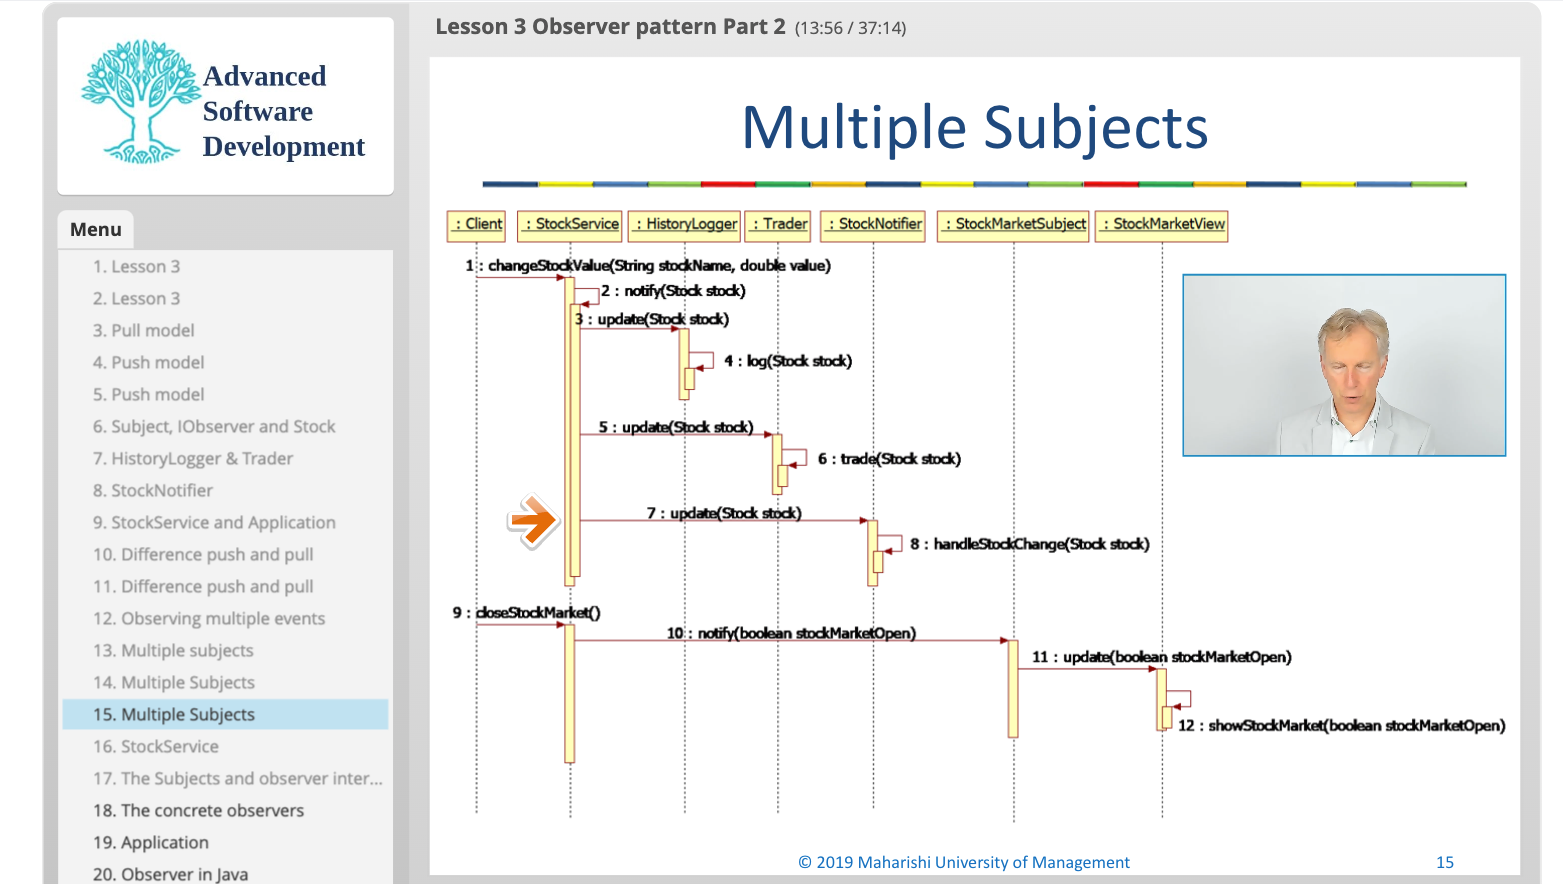 Lesson 3 Observer pattern Part 2 (13:56 / 37:14)
Advanced
Software
Development
Menu
1. Lesson 3
2. Lesson 3
3. Pull model
4. Push model
5. Push model
6. Subject, IObserver and Stock
7. HistoryLogger & Trader
8. StockNotifier
9. StockService and Application
10. Difference push and pull
11. Difference push and pull
12. Observing multiple events
13. Multiple subjects
14. Multiple Subjects
15. Multiple Subjects
16. StockService
17. The Subjects and observer inter...
18. The concrete observers
19. Application
20. Observer in Java
Multiple Subjects
: Client
: StockService
: HistoryLogger
: Trader
: StockNotifier
: StockMarketSubject
: StockMarketView
1 : changeStockValue(String stockName, double value)
2 : notify(Stock stock)
3 : update(Stock stock)
4 : log(Stock stock)
5 : update(Stock stock)
6 : trade(Stock stock)
7 : update(Stock stock)
8 : handleStockChange(Stock stock)
9 : closeStockMarket()
10 : notify(boolean stockMarketOpen)
11 : update(boolean stockMarketOpen)
12 : showStockMarket(boolean stockMarketOpen)
© 2019 Maharishi University of Management
15